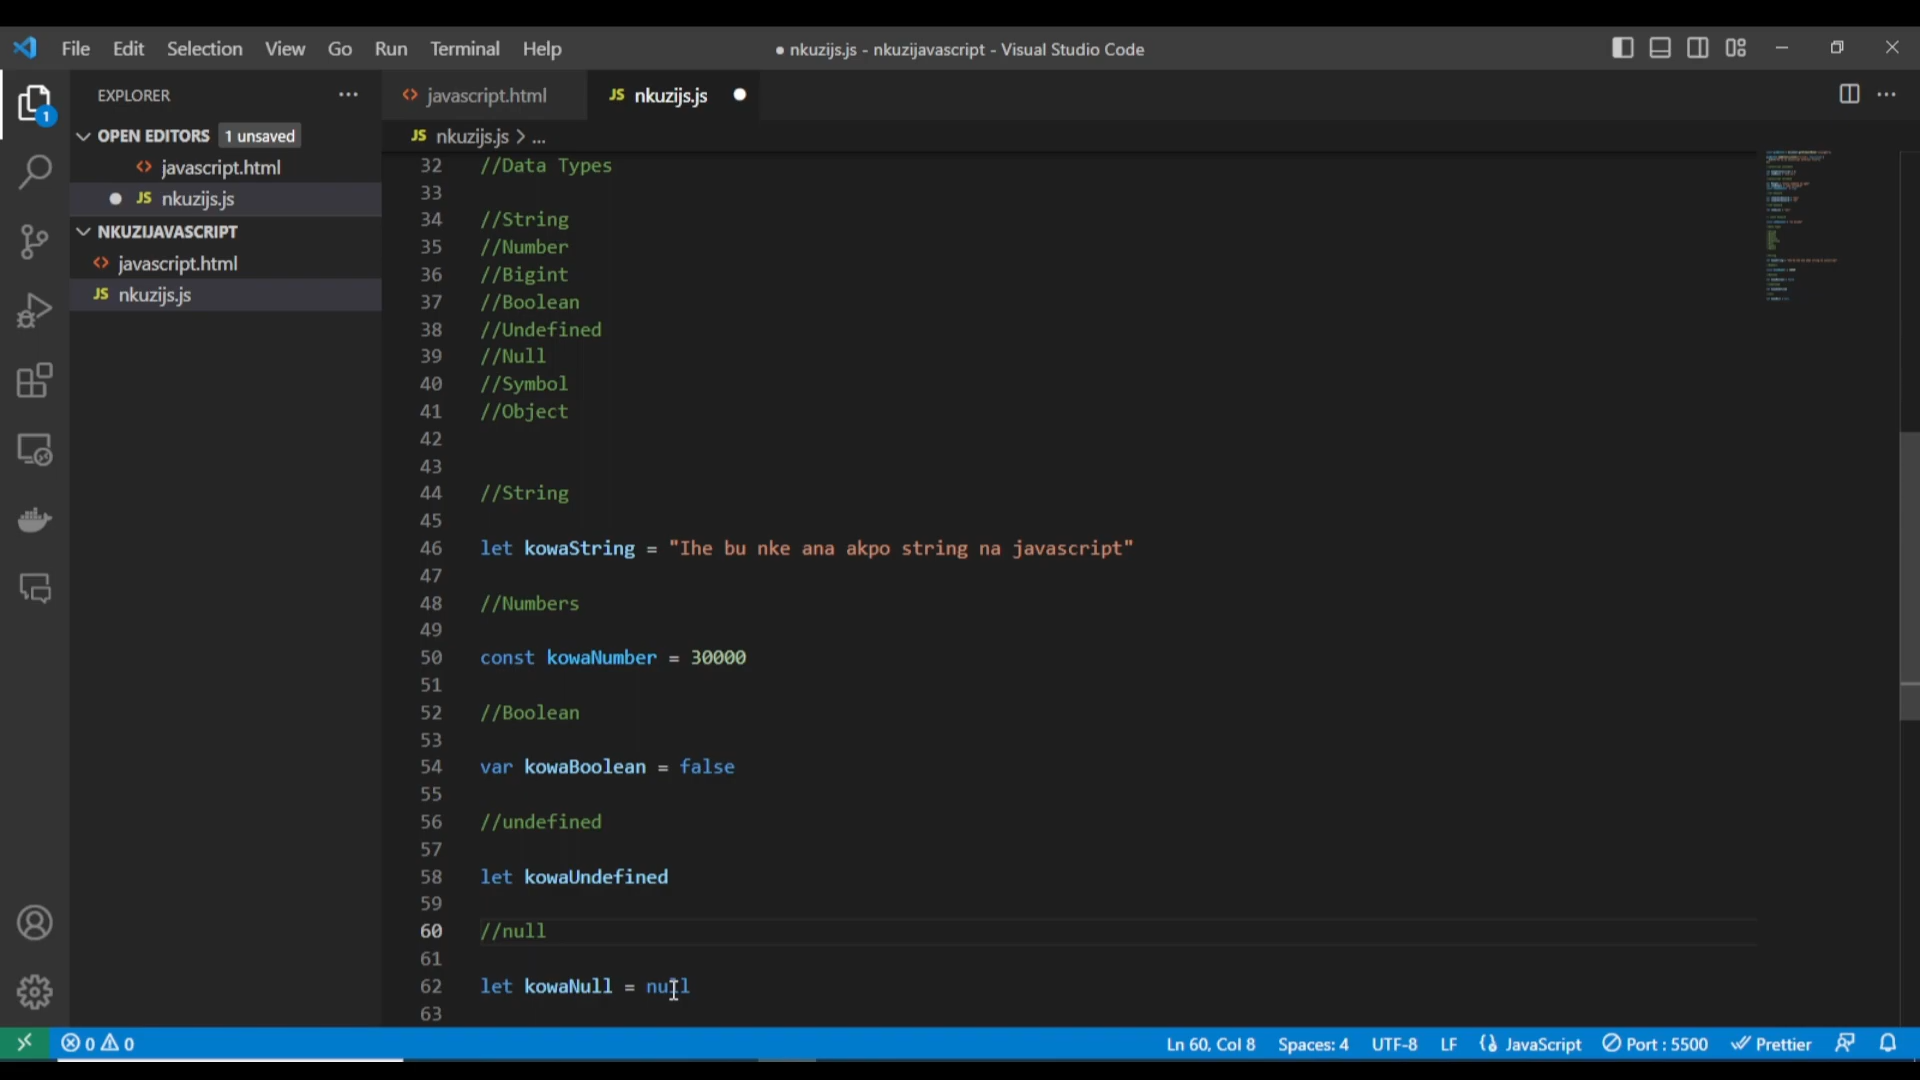 File Edit Selection View Go Run Terminal Help
● nkuzijs.js - nkuzijavascript - Visual Studio Code
1
EXPLORER
OPEN EDITORS 1 unsaved
javascript.html
JS nkuzijs.js
NKUZIJAVASCRIPT
javascript.html
JS nkuzijs.js
javascript.html
JS nkuzijs.js
JS nkuzijs.js > ...
32 //Data Types
33
34 //String
35 //Number
36 //Bigint
37 //Boolean
38 //Undefined
39 //Null
40 //Symbol
41 //Object
42
43
44 //String
45
46 let kowaString = "Ihe bu nke ana akpo string na javascript"
47
48 //Numbers
49
50 const kowaNumber = 30000
51
52 //Boolean
53
54 var kowaBoolean = false
55
56 //undefined
57
58 let kowaUndefined
59
60 //null
61
62 let kowaNull = null
63
0 0
Ln 60, Col 8 Spaces: 4 UTF-8 LF JavaScript Port : 5500 Prettier